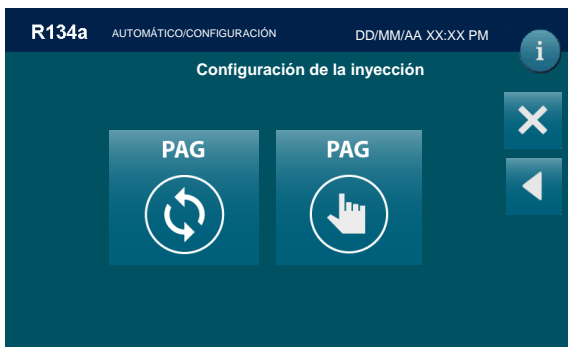 R134a AUTOMÁTICO/CONFIGURACIÓN DD/MM/AA XX:XX PM
i
Configuración de la inyección
PAG PAG